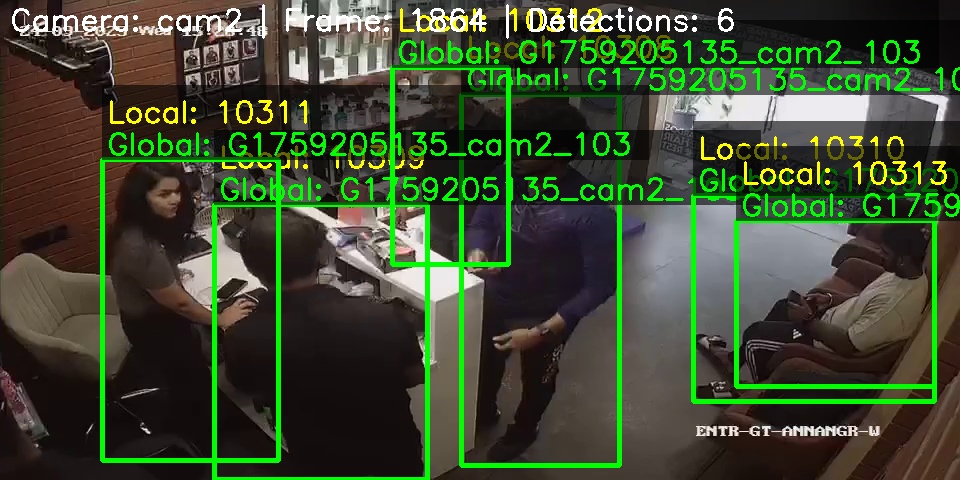 Camera: cam2 | Frame: 1864 | Detections: 6
Local: 10312
Global: G1759205135_cam2_103
Global: G1759205135_cam2_10
Local: 10311
Global: G1759205135_cam2_103
Local: 10309
Global: G1759205135_cam2_
Local: 10310
Local: 10313
Global: G1759
ENTR-GT-ANNANGR-W